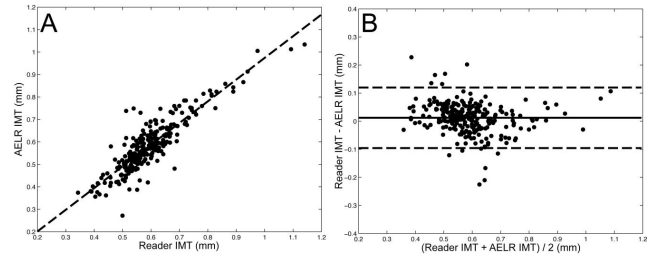 A
1.2
1.1
1
0.9
0.8
0.7
0.6
0.5
0.4
0.3
0.2
AELR IMT (mm)
0.2 0.3 0.4 0.5 0.6 0.7 0.8 0.9 1 1.1 1.2
Reader IMT (mm)
B
0.4
0.3
0.2
0.1
0
-0.1
-0.2
-0.3
-0.4
Reader IMT - AELR IMT (mm)
0.2 0.3 0.4 0.5 0.6 0.7 0.8 0.9 1 1.1 1.2
(Reader IMT + AELR IMT) / 2 (mm)